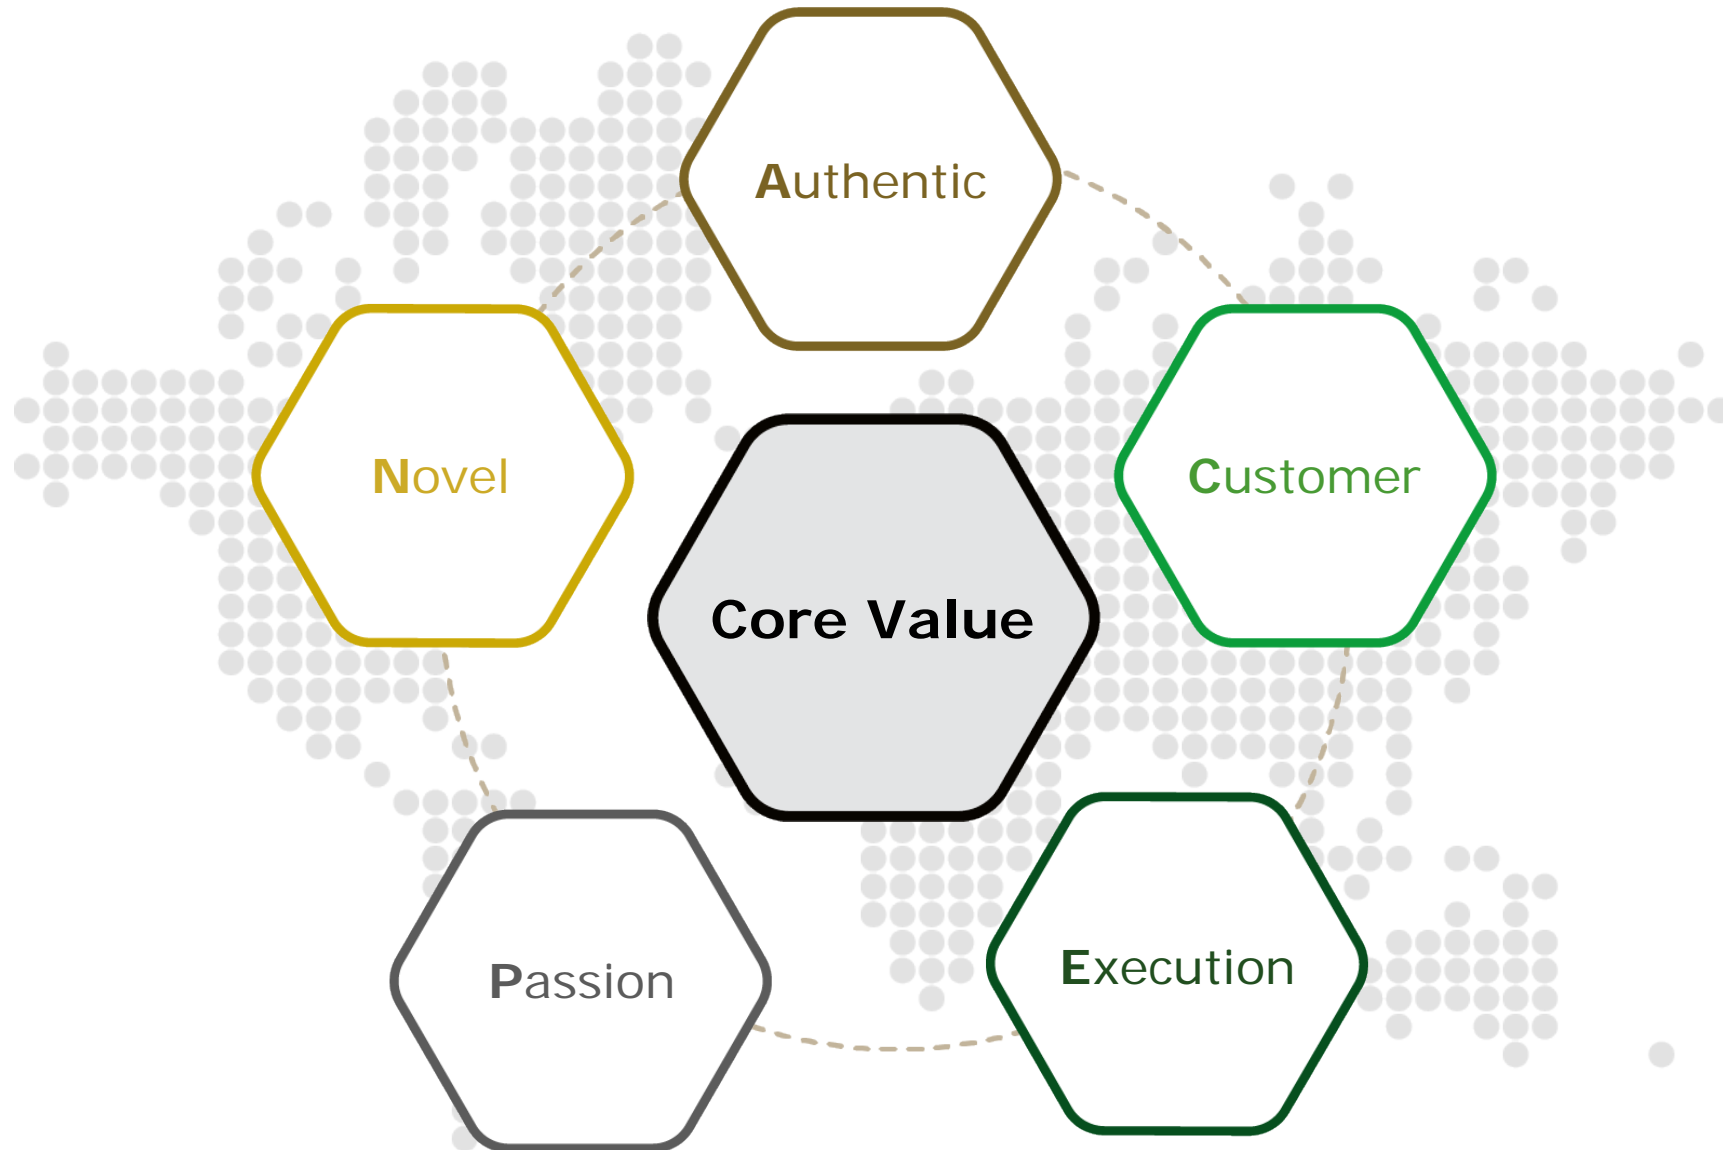 Authentic
Novel
Customer
Core Value
Passion
Execution